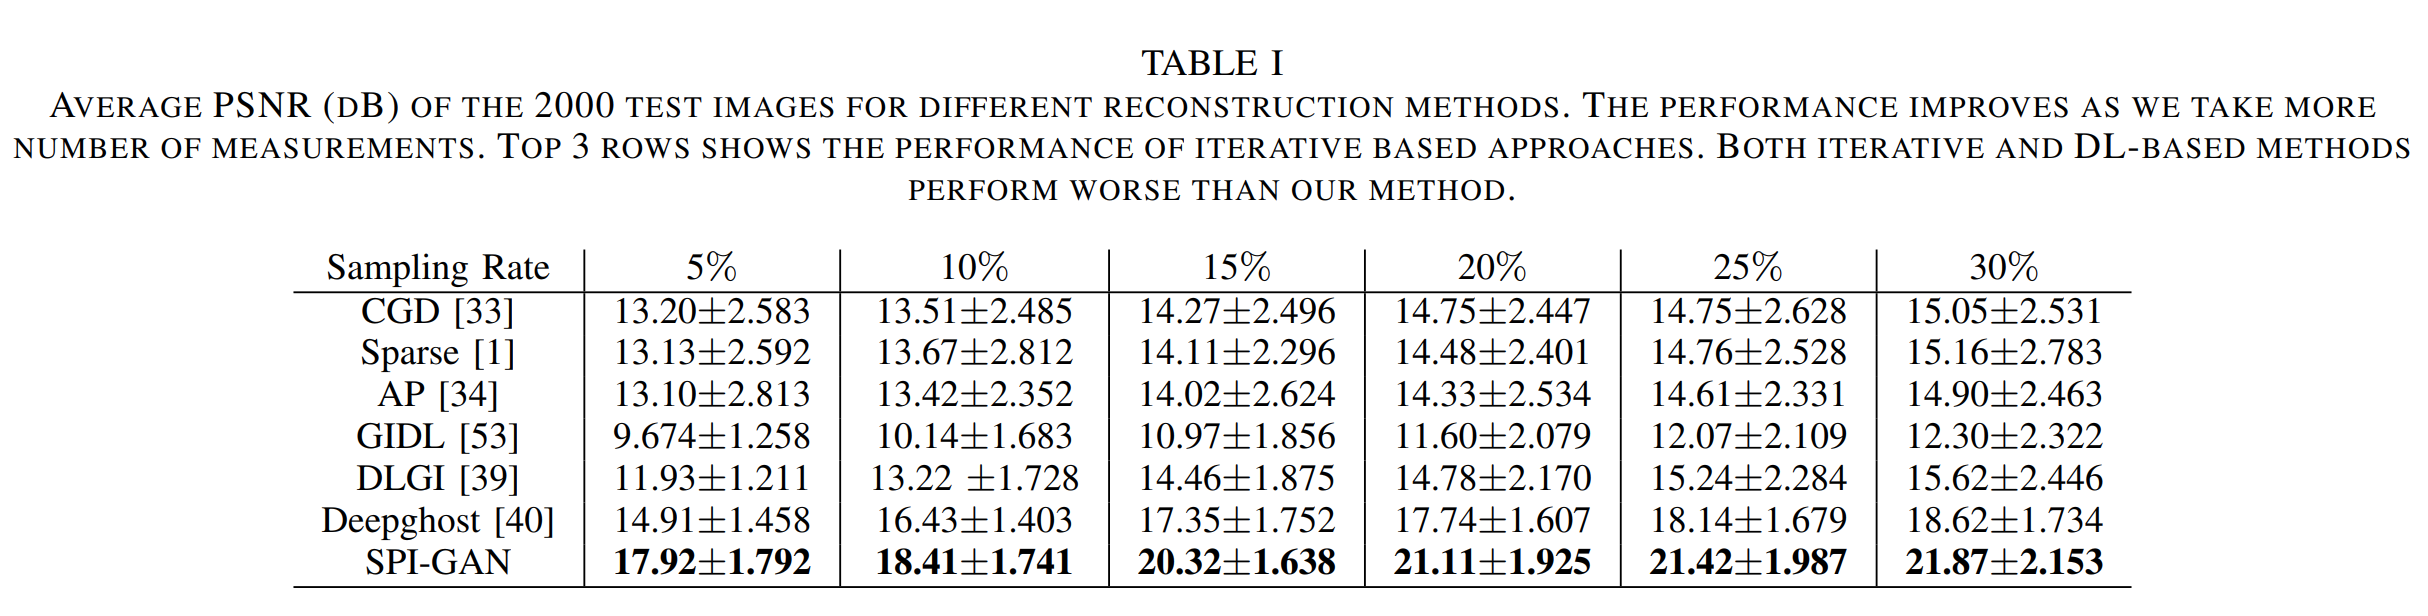 TABLE I
AVERAGE PSNR (DB) OF THE 2000 TEST IMAGES FOR DIFFERENT RECONSTRUCTION METHODS. THE PERFORMANCE IMPROVES AS WE TAKE MORE
NUMBER OF MEASUREMENTS. TOP 3 ROWS SHOWS THE PERFORMANCE OF ITERATIVE BASED APPROACHES. BOTH ITERATIVE AND DL-BASED METHODS
PERFORM WORSE THAN OUR METHOD.
Sampling Rate 5% 10% 15% 20% 25% 30%
CGD [33] 13.20±2.583 13.51±2.485 14.27±2.496 14.75±2.447 14.75±2.628 15.05±2.531
Sparse [1] 13.13±2.592 13.67±2.812 14.11±2.296 14.48±2.401 14.76±2.528 15.16±2.783
AP [34] 13.10±2.813 13.42±2.352 14.02±2.624 14.33±2.534 14.61±2.331 14.90±2.463
GIDL [53] 9.674±1.258 10.14±1.683 10.97±1.856 11.60±2.079 12.07±2.109 12.30±2.322
DLGI [39] 11.93±1.211 13.22 ±1.728 14.46±1.875 14.78±2.170 15.24±2.284 15.62±2.446
Deepghost [40] 14.91±1.458 16.43±1.403 17.35±1.752 17.74±1.607 18.14±1.679 18.62±1.734
SPI-GAN 17.92±1.792 18.41±1.741 20.32±1.638 21.11±1.925 21.42±1.987 21.87±2.153